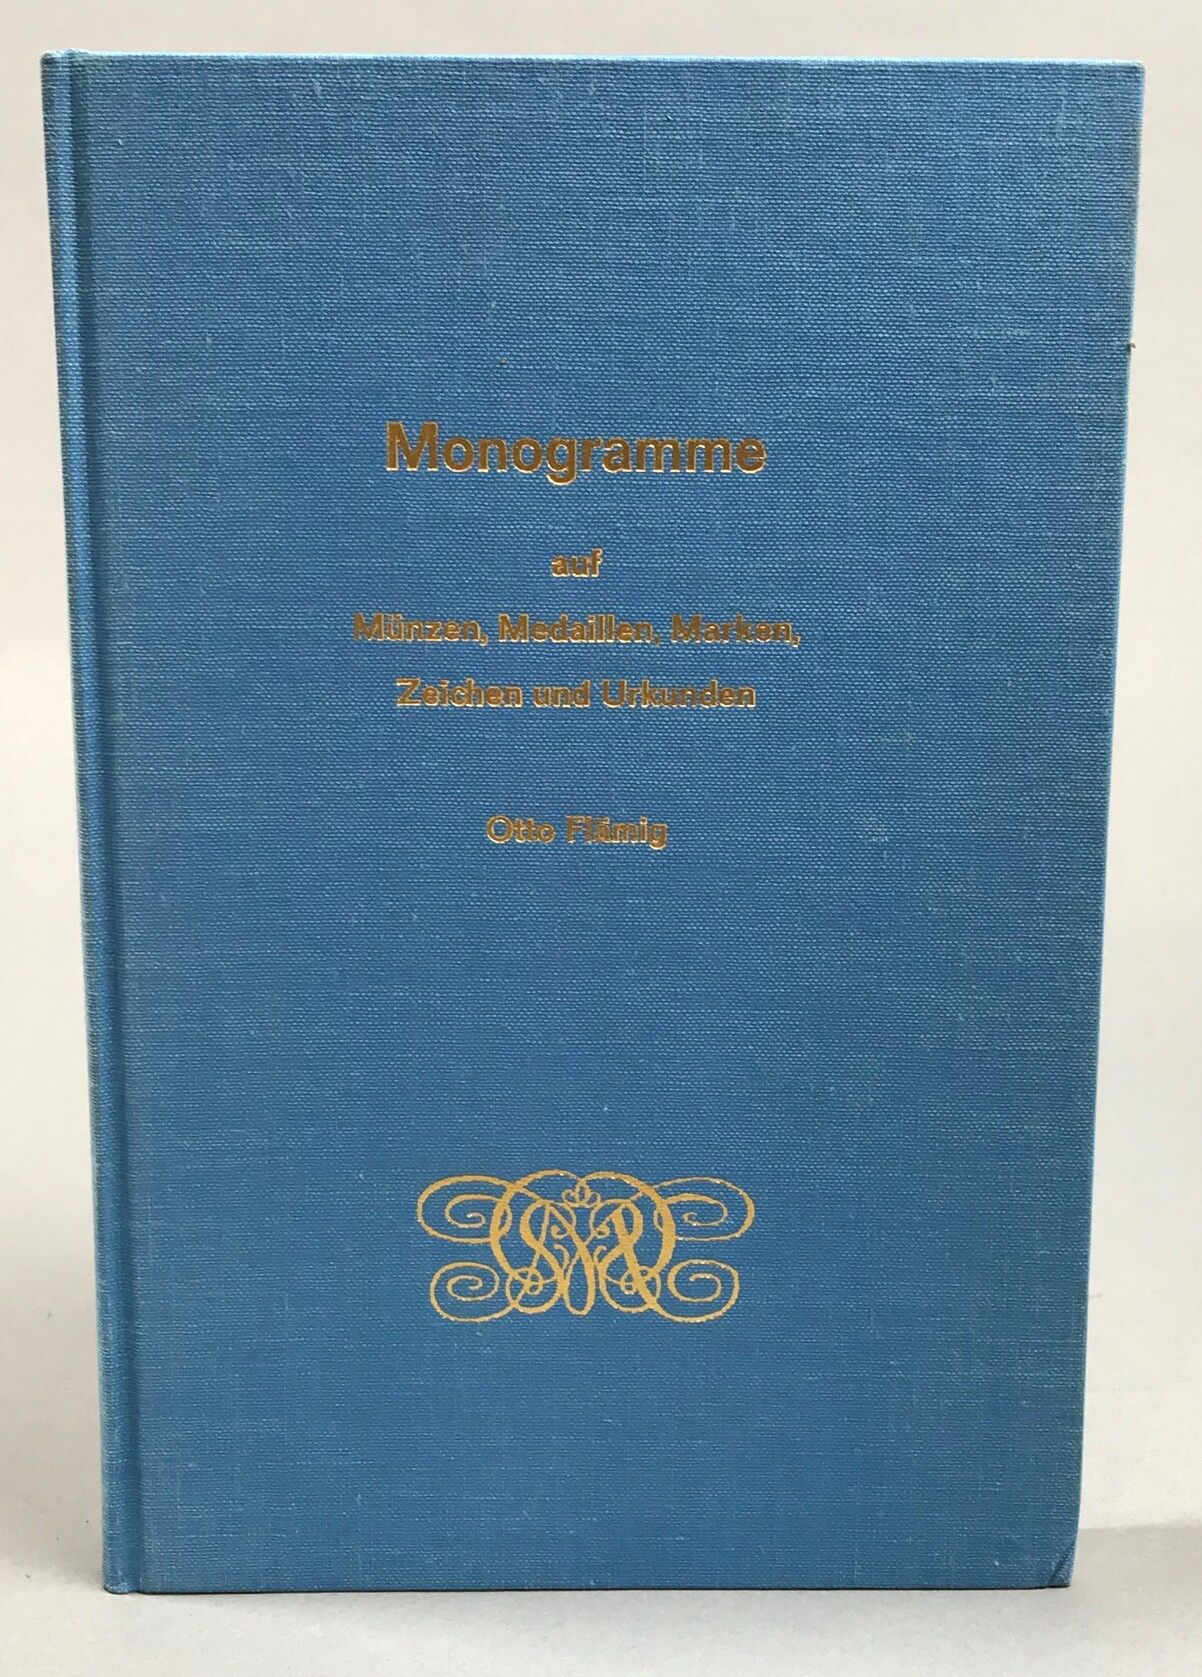 Monogramme
auf
Münzen, Medaillen, Marken,
Zeichen und Urkunden
Otto Flämig